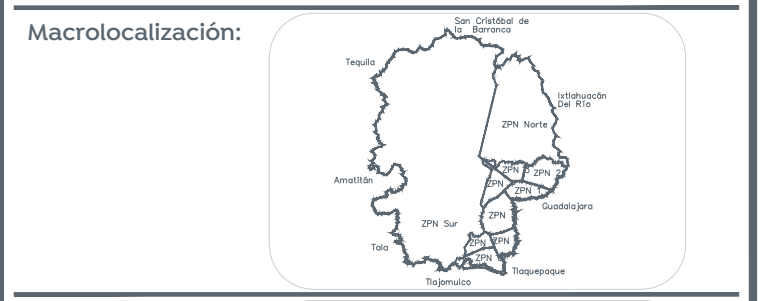 Macrolocalización:
San Cristóbal de
la Barranca
Tequila
Ixtlahuacán
Del Río
ZPN Norte
ZPN
ZPN 2
ZPN
ZPN 1
Amatitán
Guadalajara
ZPN
ZPN Sur
ZPN
ZPN
Tala
ZPN
Tlaquepaque
Tlajomulco